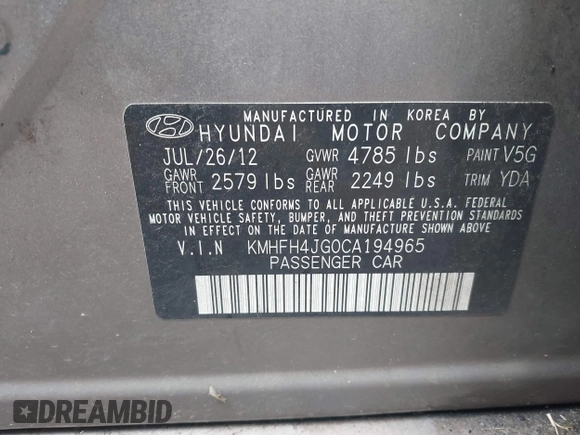 MANUFACTURED IN KOREA BY
HYUNDAI MOTOR COMPANY
JUL/26/12 GVWR 4785 lbs PAINT V5G
GAWR FRONT 2579 lbs GAWR REAR 2249 lbs TRIM YDA
THIS VEHICLE CONFORMS TO ALL APPLICABLE U.S.A. FEDERAL
MOTOR VEHICLE SAFETY, BUMPER, AND THEFT PREVENTION STANDARDS
IN EFFECT ON THE DATE OF MANUFACTURE SHOWN ABOVE
V.I.N KMHFH4JG0CA194965
PASSENGER CAR
DREAMBID